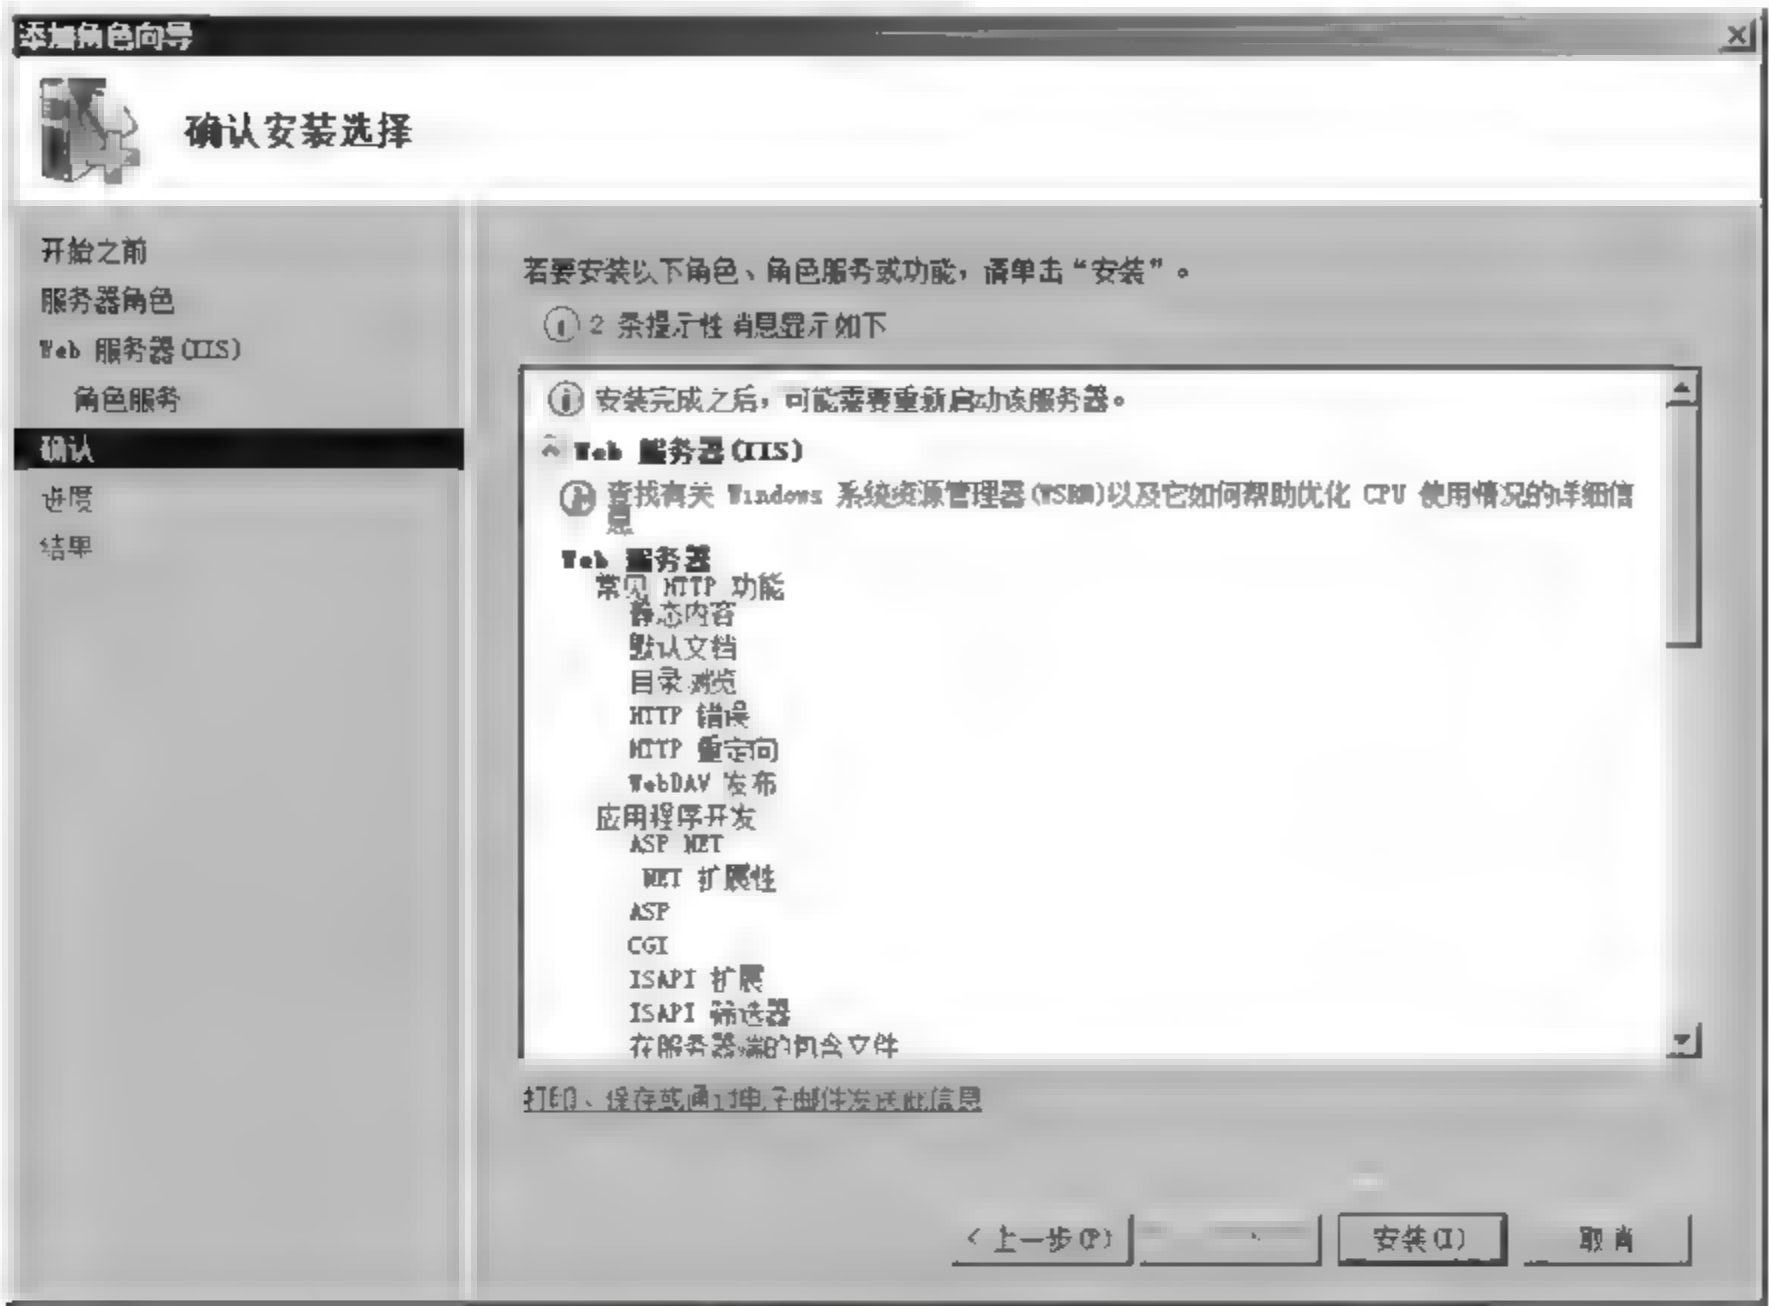 添加角色向导
确认安装选择
开始之前
服务器角色
Web 服务器(IIS)
角色服务
确认
进度
结果
若要安装以下角色、角色服务或功能，请单击“安装”。
2 条提示性消息显示如下
安装完成之后，可能需要重新启动该服务器。
Web 服务器(IIS)
查找有关 Windows 系统资源管理器(WSRM)以及它如何帮助优化 CPU 使用情况的详细信
息
Web 服务器
常见 HTTP 功能
静态内容
默认文档
目录浏览
HTTP 错误
HTTP 重定向
WebDAV 发布
应用程序开发
ASP NET
NET 扩展性
ASP
CGI
ISAPI 扩展
ISAPI 筛选器
在服务器端的包含文件
打印、保存或通过电子邮件发送此信息
< 上一步(P)
安装(I)
取消